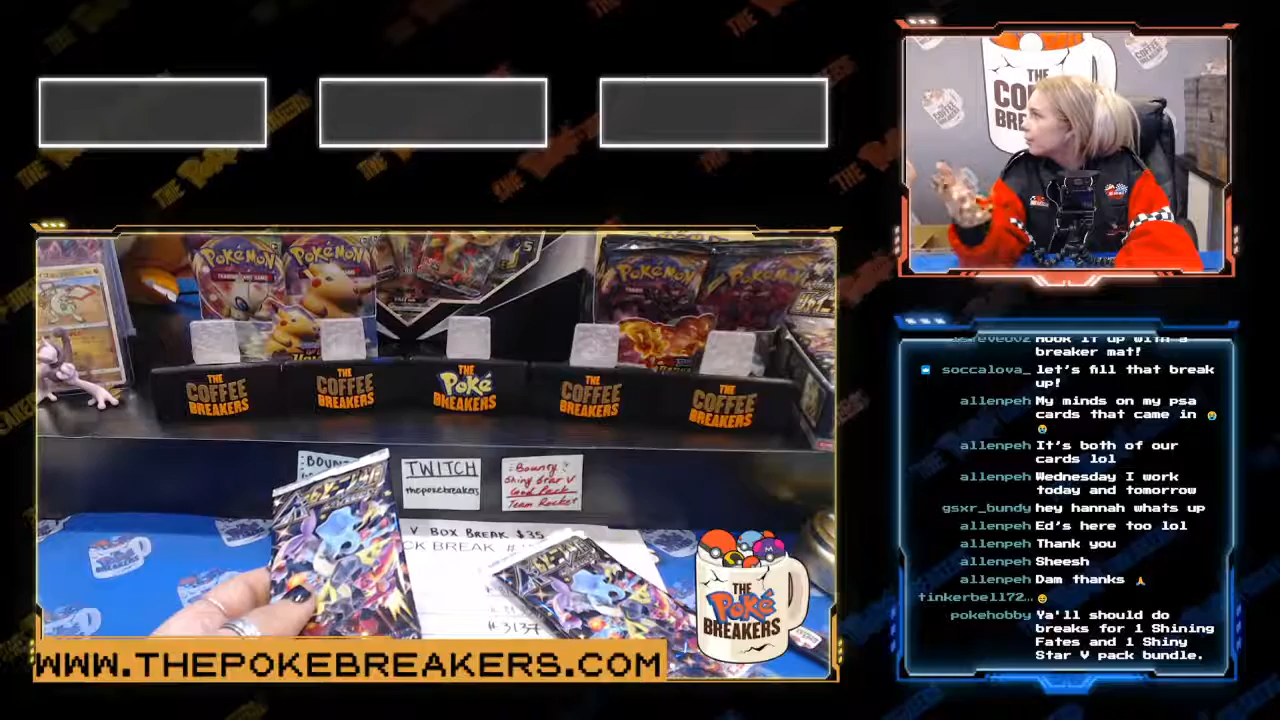 THE
COFFEE
BREAKERS
Pokémon
Pokémon
Pokémon
Pokémon
THE
COFFEE
BREAKERS
THE
COFFEE
BREAKERS
THE
Poké
BREAKERS
THE
COFFEE
BREAKERS
THE
COFFEE
BREAKERS
TWITCH
thepokebreakers
Bounty
Shiny Star V
God Pack
Team Rocket
V BOX BREAK $35
CK BREAK
# 3137
THE
Poké
BREAKERS
WWW.THEPOKEBREAKERS.COM
Hook it up with a
breaker mat!
soccalova_ let's fill that break
up!
allenpeh My minds on my psa
cards that came in
allenpeh It's both of our
cards lol
allenpeh Wednesday I work
today and tomorrow
gsxr_bundy hey hannah whats up
allenpeh Ed's here too lol
allenpeh Thank you
allenpeh Sheesh
allenpeh Dam thanks
tinkerbell72...
pokehobby Ya'll should do
breaks for 1 Shining
Fates and 1 Shiny
Star V pack bundle.